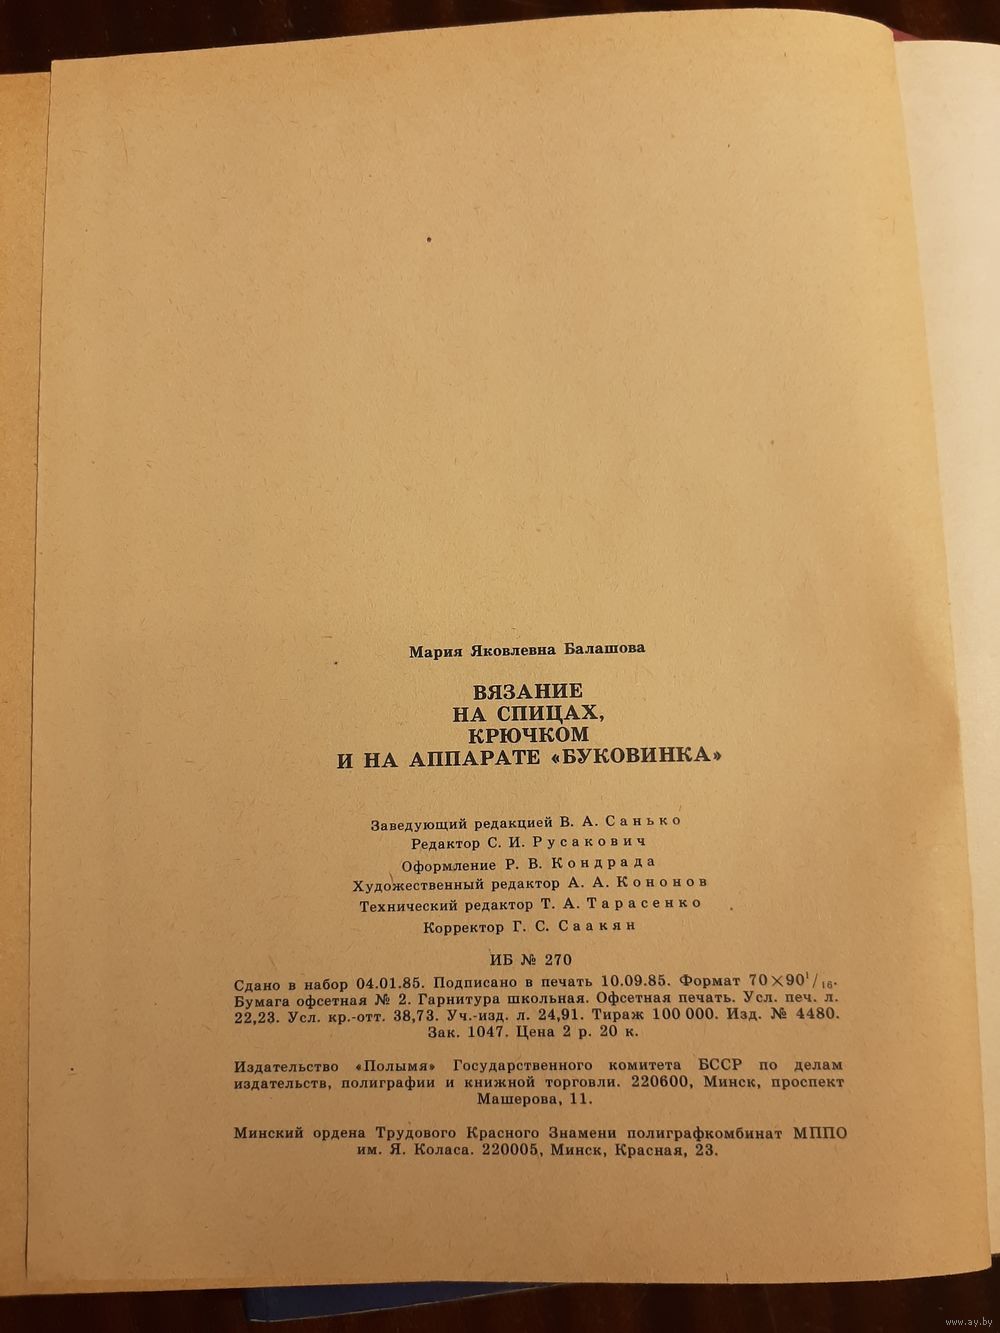 Мария Яковлевна Балашова
ВЯЗАНИЕ
НА СПИЦАХ,
КРЮЧКОМ
И НА АППАРАТЕ «БУКОВИНКА»
Заведующий редакцией В. А. Санько
Редактор С. И. Русакович
Оформление Р. В. Кондрада
Художественный редактор А. А. Кононов
Технический редактор Т. А. Тарасенко
Корректор Г. С. Саакян
ИБ № 270
Сдано в набор 04.01.85. Подписано в печать 10.09.85. Формат 70×90¹/₁₆.
Бумага офсетная № 2. Гарнитура школьная. Офсетная печать. Усл. печ. л.
22,23. Усл. кр.-отт. 38,73. Уч.-изд. л. 24,91. Тираж 100 000. Изд. № 4480.
Зак. 1047. Цена 2 р. 20 к.
Издательство «Полымя» Государственного комитета БССР по делам
издательств, полиграфии и книжной торговли. 220600, Минск, проспект
Машерова, 11.
Минский ордена Трудового Красного Знамени полиграфкомбинат МППО
им. Я. Коласа. 220005, Минск, Красная, 23.
www.ay.by